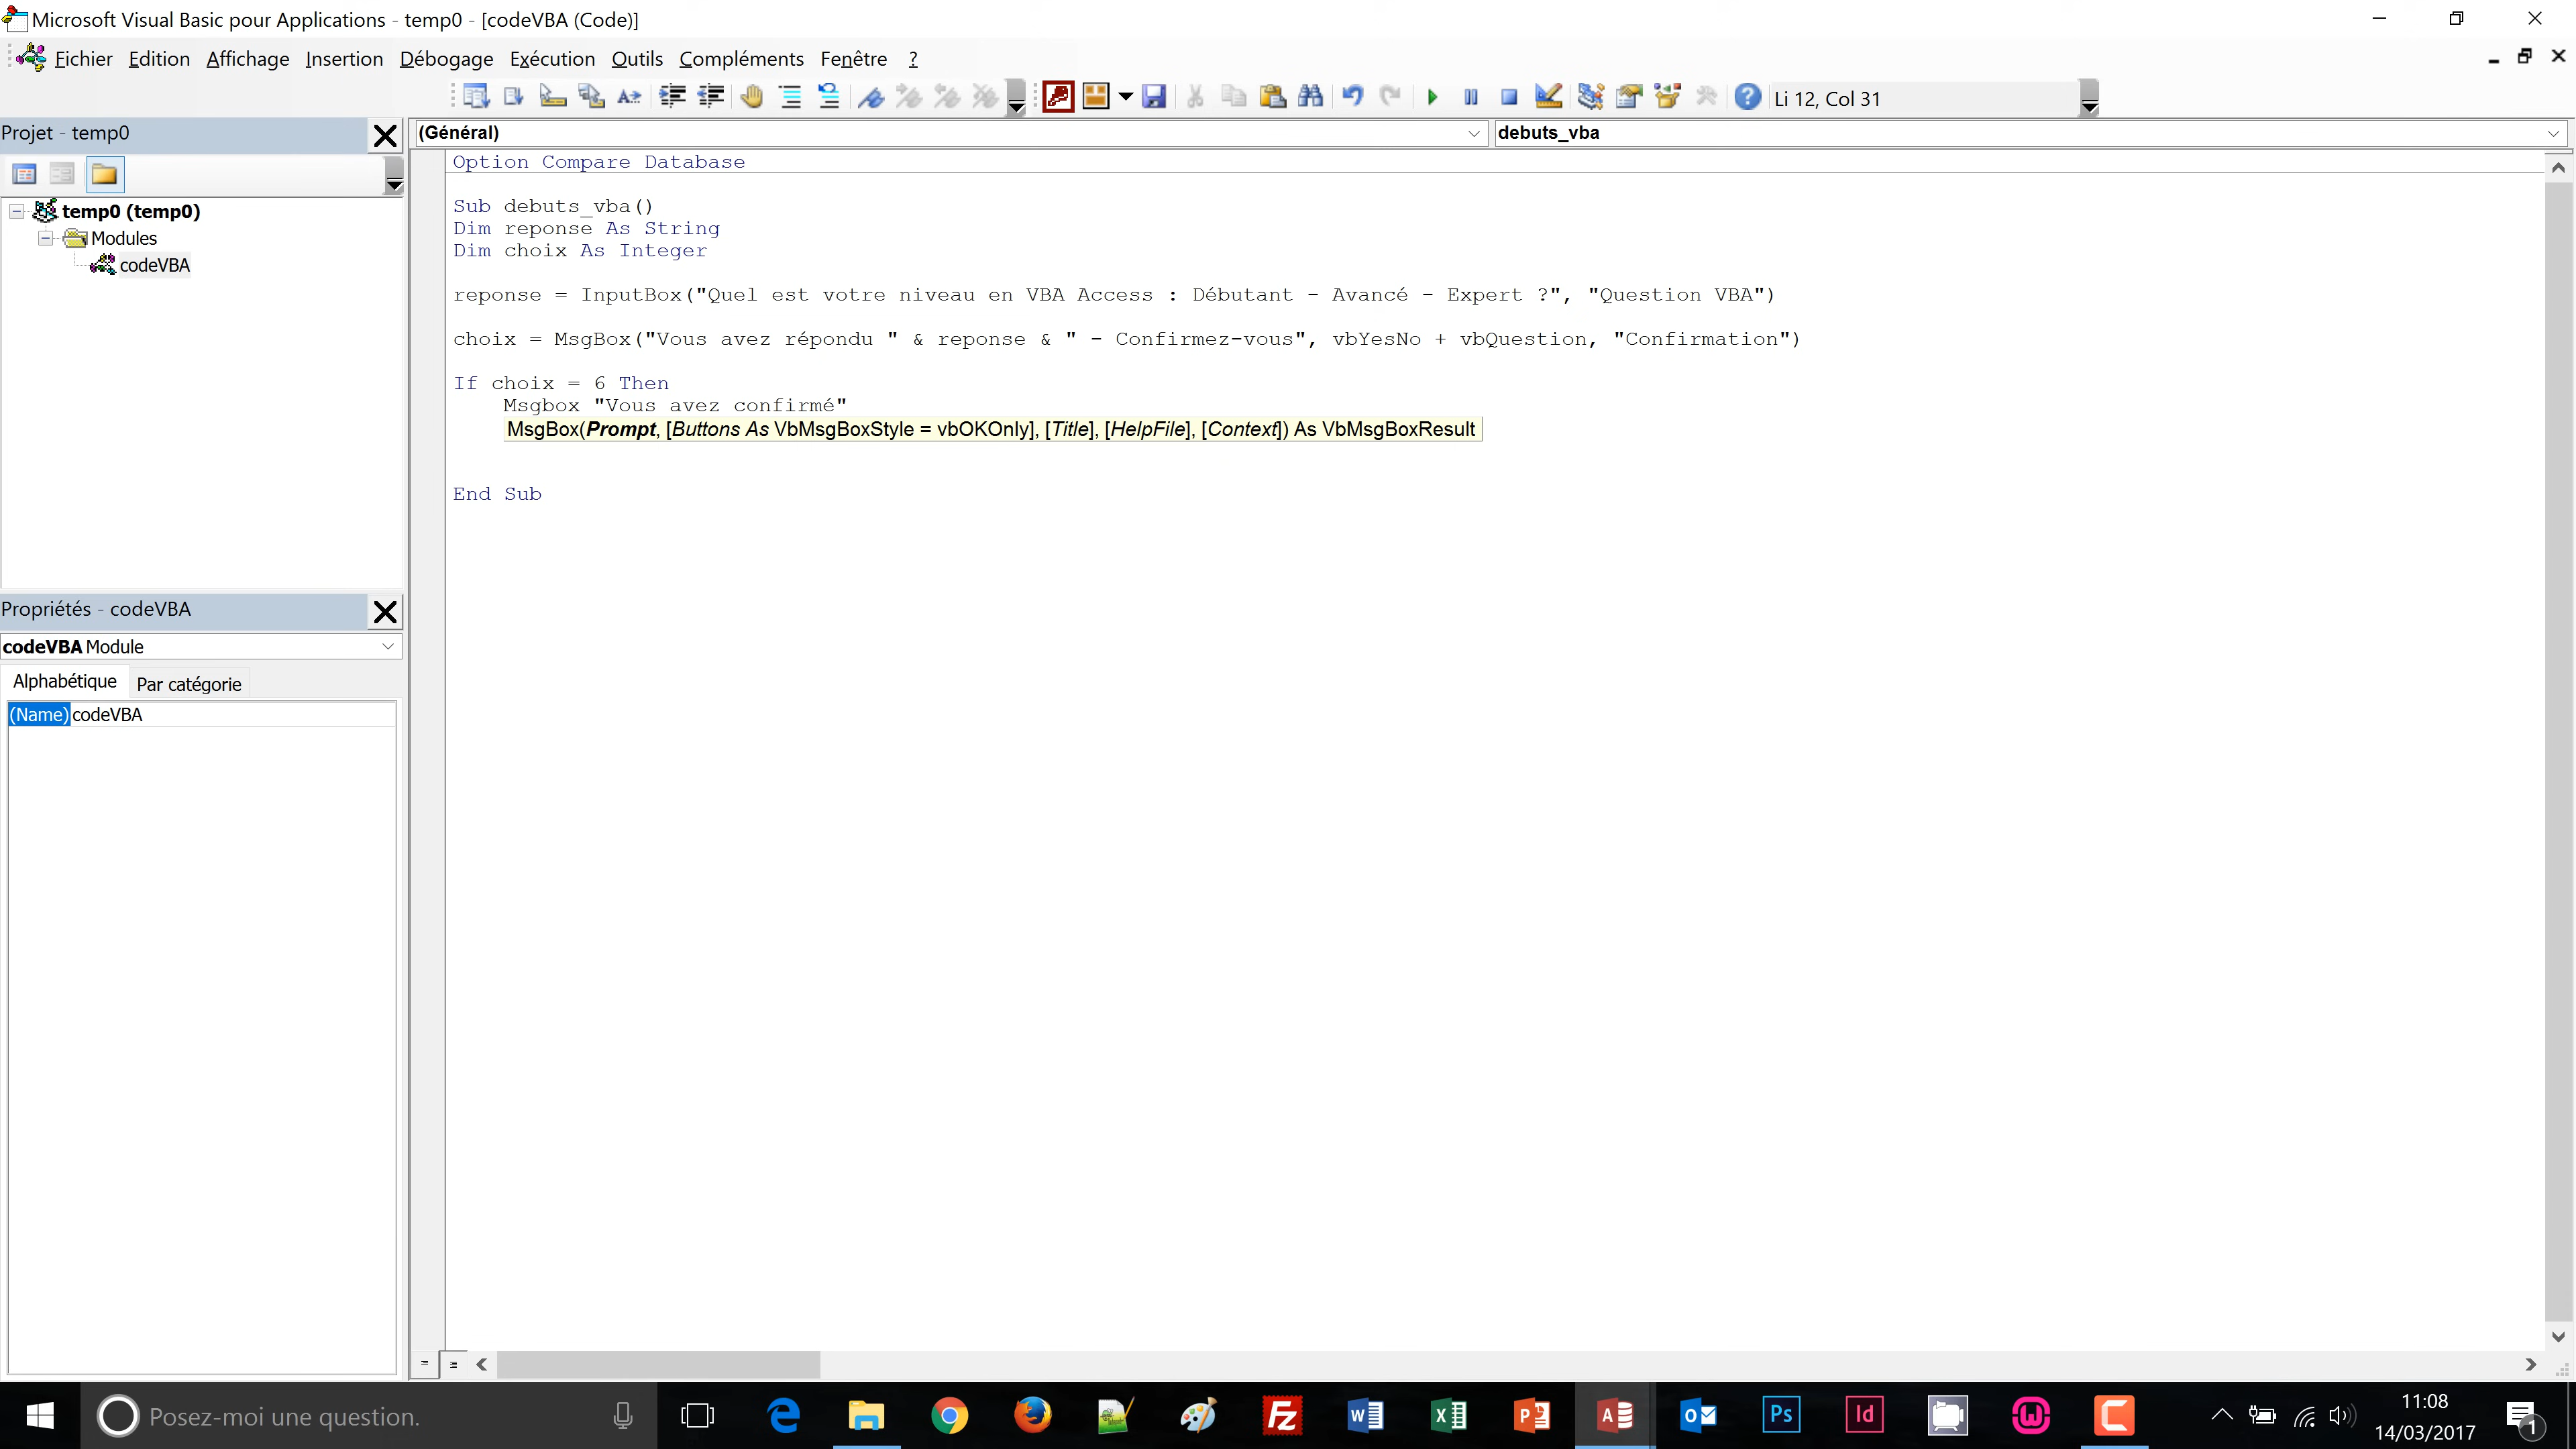 Microsoft Visual Basic pour Applications - temp0 - [codeVBA (Code)]
Fichier Edition Affichage Insertion Débogage Exécution Outils Compléments Fenêtre ?
Li 12, Col 31
Projet - temp0
(Général)
debuts_vba
temp0 (temp0)
Modules
codeVBA
Option Compare Database
Sub debuts_vba()
Dim reponse As String
Dim choix As Integer
reponse = InputBox("Quel est votre niveau en VBA Access : Débutant - Avancé - Expert ?", "Question VBA")
choix = MsgBox("Vous avez répondu " & reponse & " - Confirmez-vous", vbYesNo + vbQuestion, "Confirmation")
If choix = 6 Then
Msgbox "Vous avez confirmé"
MsgBox(Prompt, [Buttons As VbMsgBoxStyle = vbOKOnly], [Title], [HelpFile], [Context]) As VbMsgBoxResult
End Sub
Propriétés - codeVBA
codeVBA Module
Alphabétique Par catégorie
(Name) codeVBA
Posez-moi une question.
Ps
Id
11:08
14/03/2017
1